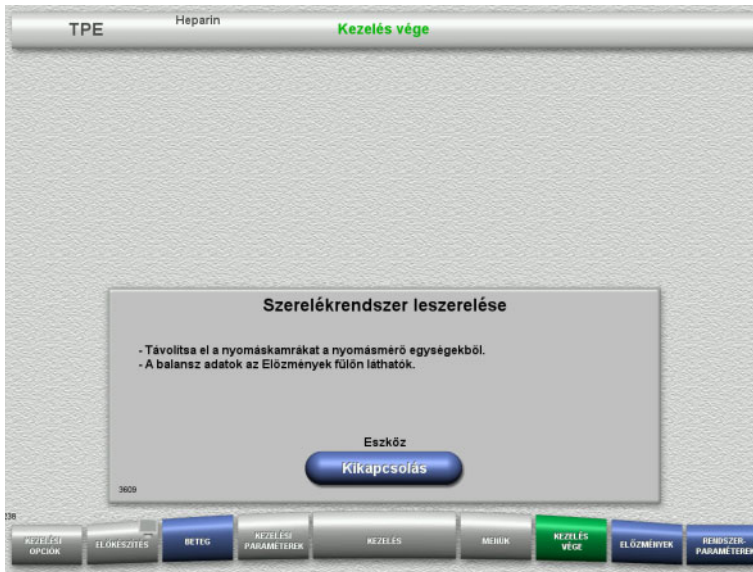 TPE
Heparin
Kezelés vége
Szerelékrendszer leszerelése
- Távolítsa el a nyomáskamrákat a nyomásmérő egységekből.
- A balansz adatok az Előzmények fülön láthatók.
Eszköz
Kikapcsolás
3609
238
KEZELÉSI
OPCIÓK
ELŐKÉSZÍTÉS
BETEG
KEZELÉSI
PARAMÉTEREK
KEZELÉS
MENÜK
KEZELÉS
VÉGE
ELŐZMÉNYEK
RENDSZER-
PARAMÉTEREK